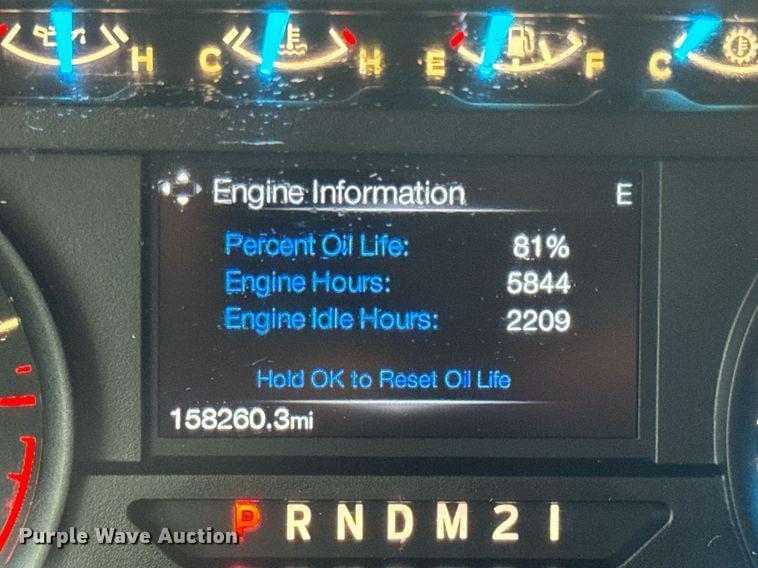 H C H E F C
Engine Information E
Percent Oil Life: 81%
Engine Hours: 5844
Engine Idle Hours: 2209
Hold OK to Reset Oil Life
158260.3mi
P R N D M 2 1
Purple Wave Auction